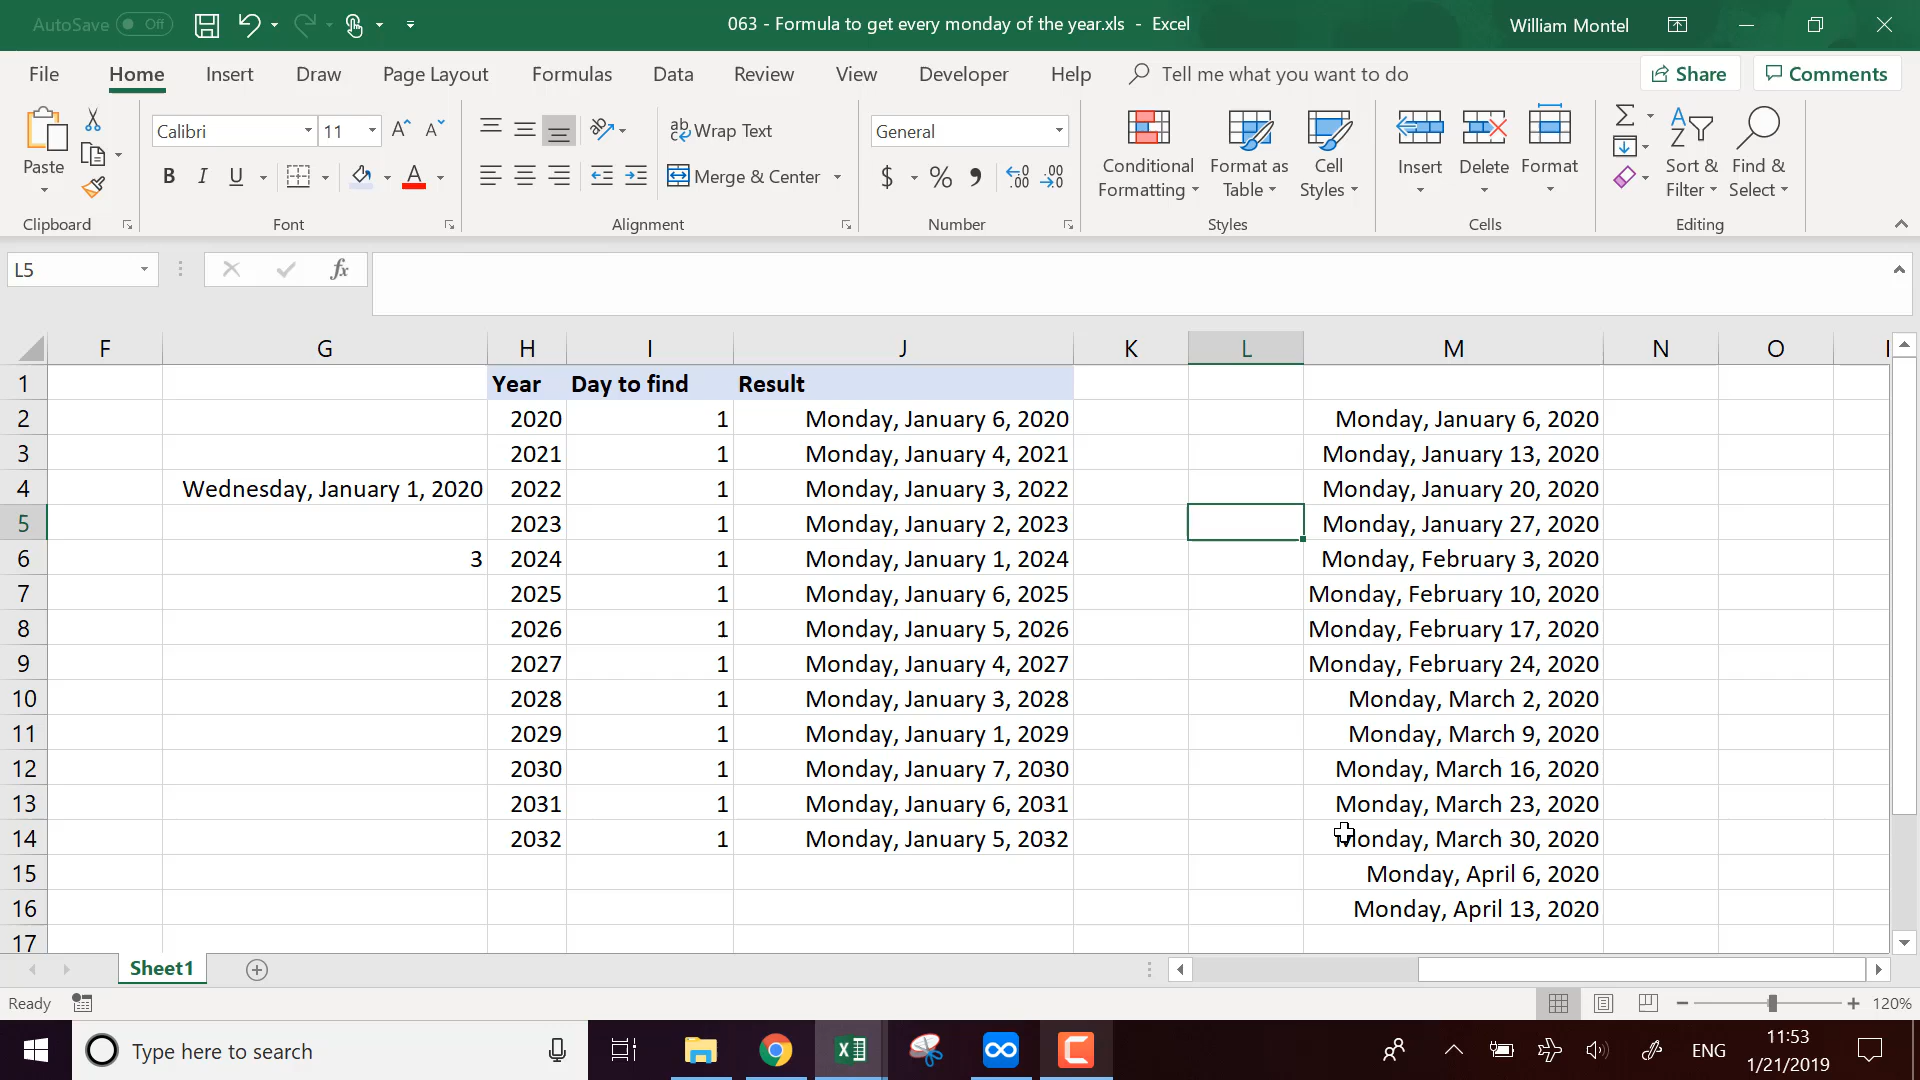 AutoSave Off
063 - Formula to get every monday of the year.xls - Excel
William Montel
File Home Insert Draw Page Layout Formulas Data Review View Developer Help Tell me what you want to do Share Comments
Paste
Clipboard
Calibri 11
B I U A
Font
Wrap Text
Merge & Center
Alignment
General
$ % 9 .00 .00
Number
Conditional Formatting
Format as Table
Cell Styles
Styles
Insert Delete Format
Cells
Sort & Filter
Find & Select
Editing
L5 fx
F G H I J K L M N O
1 Year Day to find Result
2 2020 1 Monday, January 6, 2020 Monday, January 6, 2020
3 2021 1 Monday, January 4, 2021 Monday, January 13, 2020
4 Wednesday, January 1, 2020 2022 1 Monday, January 3, 2022 Monday, January 20, 2020
5 2023 1 Monday, January 2, 2023 Monday, January 27, 2020
6 3 2024 1 Monday, January 1, 2024 Monday, February 3, 2020
7 2025 1 Monday, January 6, 2025 Monday, February 10, 2020
8 2026 1 Monday, January 5, 2026 Monday, February 17, 2020
9 2027 1 Monday, January 4, 2027 Monday, February 24, 2020
10 2028 1 Monday, January 3, 2028 Monday, March 2, 2020
11 2029 1 Monday, January 1, 2029 Monday, March 9, 2020
12 2030 1 Monday, January 7, 2030 Monday, March 16, 2020
13 2031 1 Monday, January 6, 2031 Monday, March 23, 2020
14 2032 1 Monday, January 5, 2032 Monday, March 30, 2020
15 Monday, April 6, 2020
16 Monday, April 13, 2020
17
Sheet1
Ready 120%
Type here to search
ENG
11:53
1/21/2019